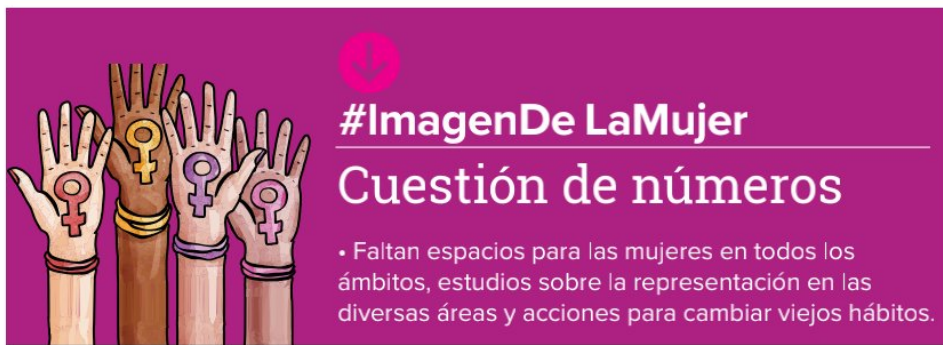 #ImagenDe LaMujer
Cuestión de números
• Faltan espacios para las mujeres en todos los
ámbitos, estudios sobre la representación en las
diversas áreas y acciones para cambiar viejos hábitos.